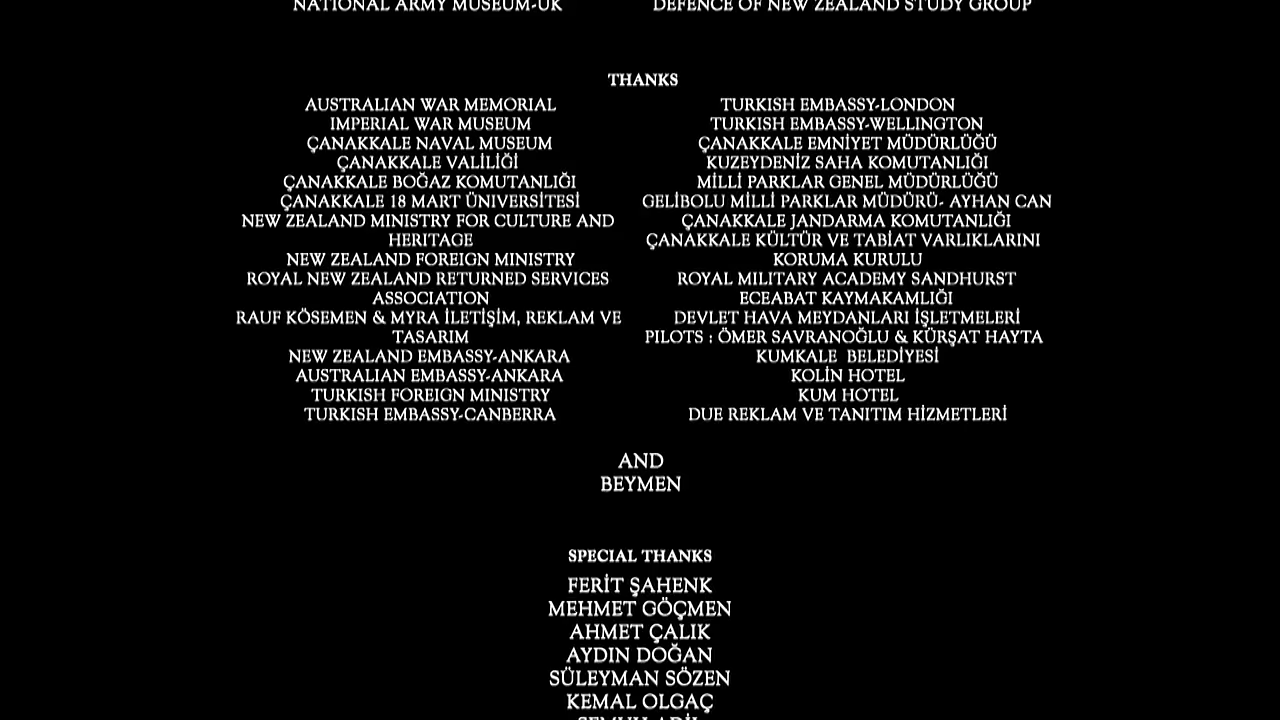 NATIONAL ARMY MUSEUM-UK
DEFENCE OF NEW ZEALAND STUDY GROUP
THANKS
AUSTRALIAN WAR MEMORIAL
IMPERIAL WAR MUSEUM
ÇANAKKALE NAVAL MUSEUM
ÇANAKKALE VALİLİĞİ
ÇANAKKALE BOĞAZ KOMUTANLIĞI
ÇANAKKALE 18 MART ÜNİVERSİTESİ
NEW ZEALAND MINISTRY FOR CULTURE AND
HERITAGE
NEW ZEALAND FOREIGN MINISTRY
ROYAL NEW ZEALAND RETURNED SERVICES
ASSOCIATION
RAUF KÖSEMEN & MYRA İLETİŞİM, REKLAM VE
TASARIM
NEW ZEALAND EMBASSY-ANKARA
AUSTRALIAN EMBASSY-ANKARA
TURKISH FOREIGN MINISTRY
TURKISH EMBASSY-CANBERRA
TURKISH EMBASSY-LONDON
TURKISH EMBASSY-WELLINGTON
ÇANAKKALE EMNİYET MÜDÜRLÜĞÜ
KUZEYDENİZ SAHA KOMUTANLIĞI
MİLLİ PARKLAR GENEL MÜDÜRLÜĞÜ
GELİBOLU MİLLİ PARKLAR MÜDÜRÜ- AYHAN CAN
ÇANAKKALE JANDARMA KOMUTANLIĞI
ÇANAKKALE KÜLTÜR VE TABİAT VARLIKLARINI
KORUMA KURULU
ROYAL MILITARY ACADEMY SANDHURST
ECEABAT KAYMAKAMLIĞI
DEVLET HAVA MEYDANLARI İŞLETMELERİ
PILOTS : ÖMER SAVRANOĞLU & KÜRŞAT HAYTA
KUMKALE BELEDİYESİ
KOLİN HOTEL
KUM HOTEL
DUE REKLAM VE TANITIM HİZMETLERİ
AND
BEYMEN
SPECIAL THANKS
FERİT ŞAHENK
MEHMET GÖÇMEN
AHMET ÇALIK
AYDIN DOĞAN
SÜLEYMAN SÖZEN
KEMAL OLGAÇ